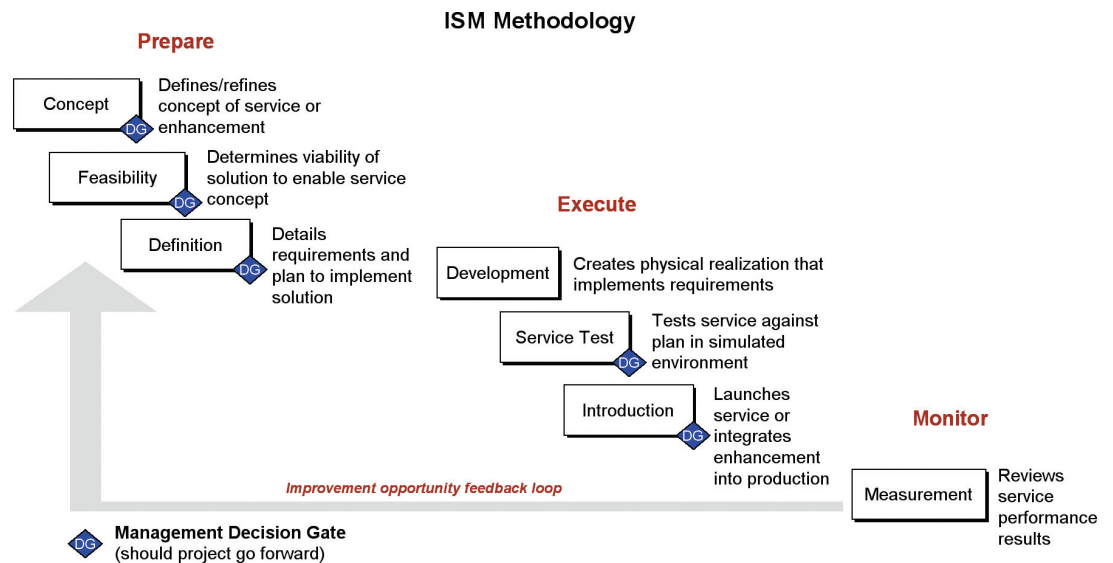 ISM Methodology
Prepare
Concept
DG
Defines/refines
concept of service or
enhancement
Feasibility
DG
Determines viability of
solution to enable service
concept
Definition
DG
Details
requirements and
plan to implement
solution
Execute
Development
Creates physical realization that
implements requirements
Service Test
DG
Tests service against
plan in simulated
environment
Introduction
DG
Launches
service or
integrates
enhancement
into production
Monitor
Measurement
Reviews
service
performance
results
Improvement opportunity feedback loop
DG
Management Decision Gate
(should project go forward)